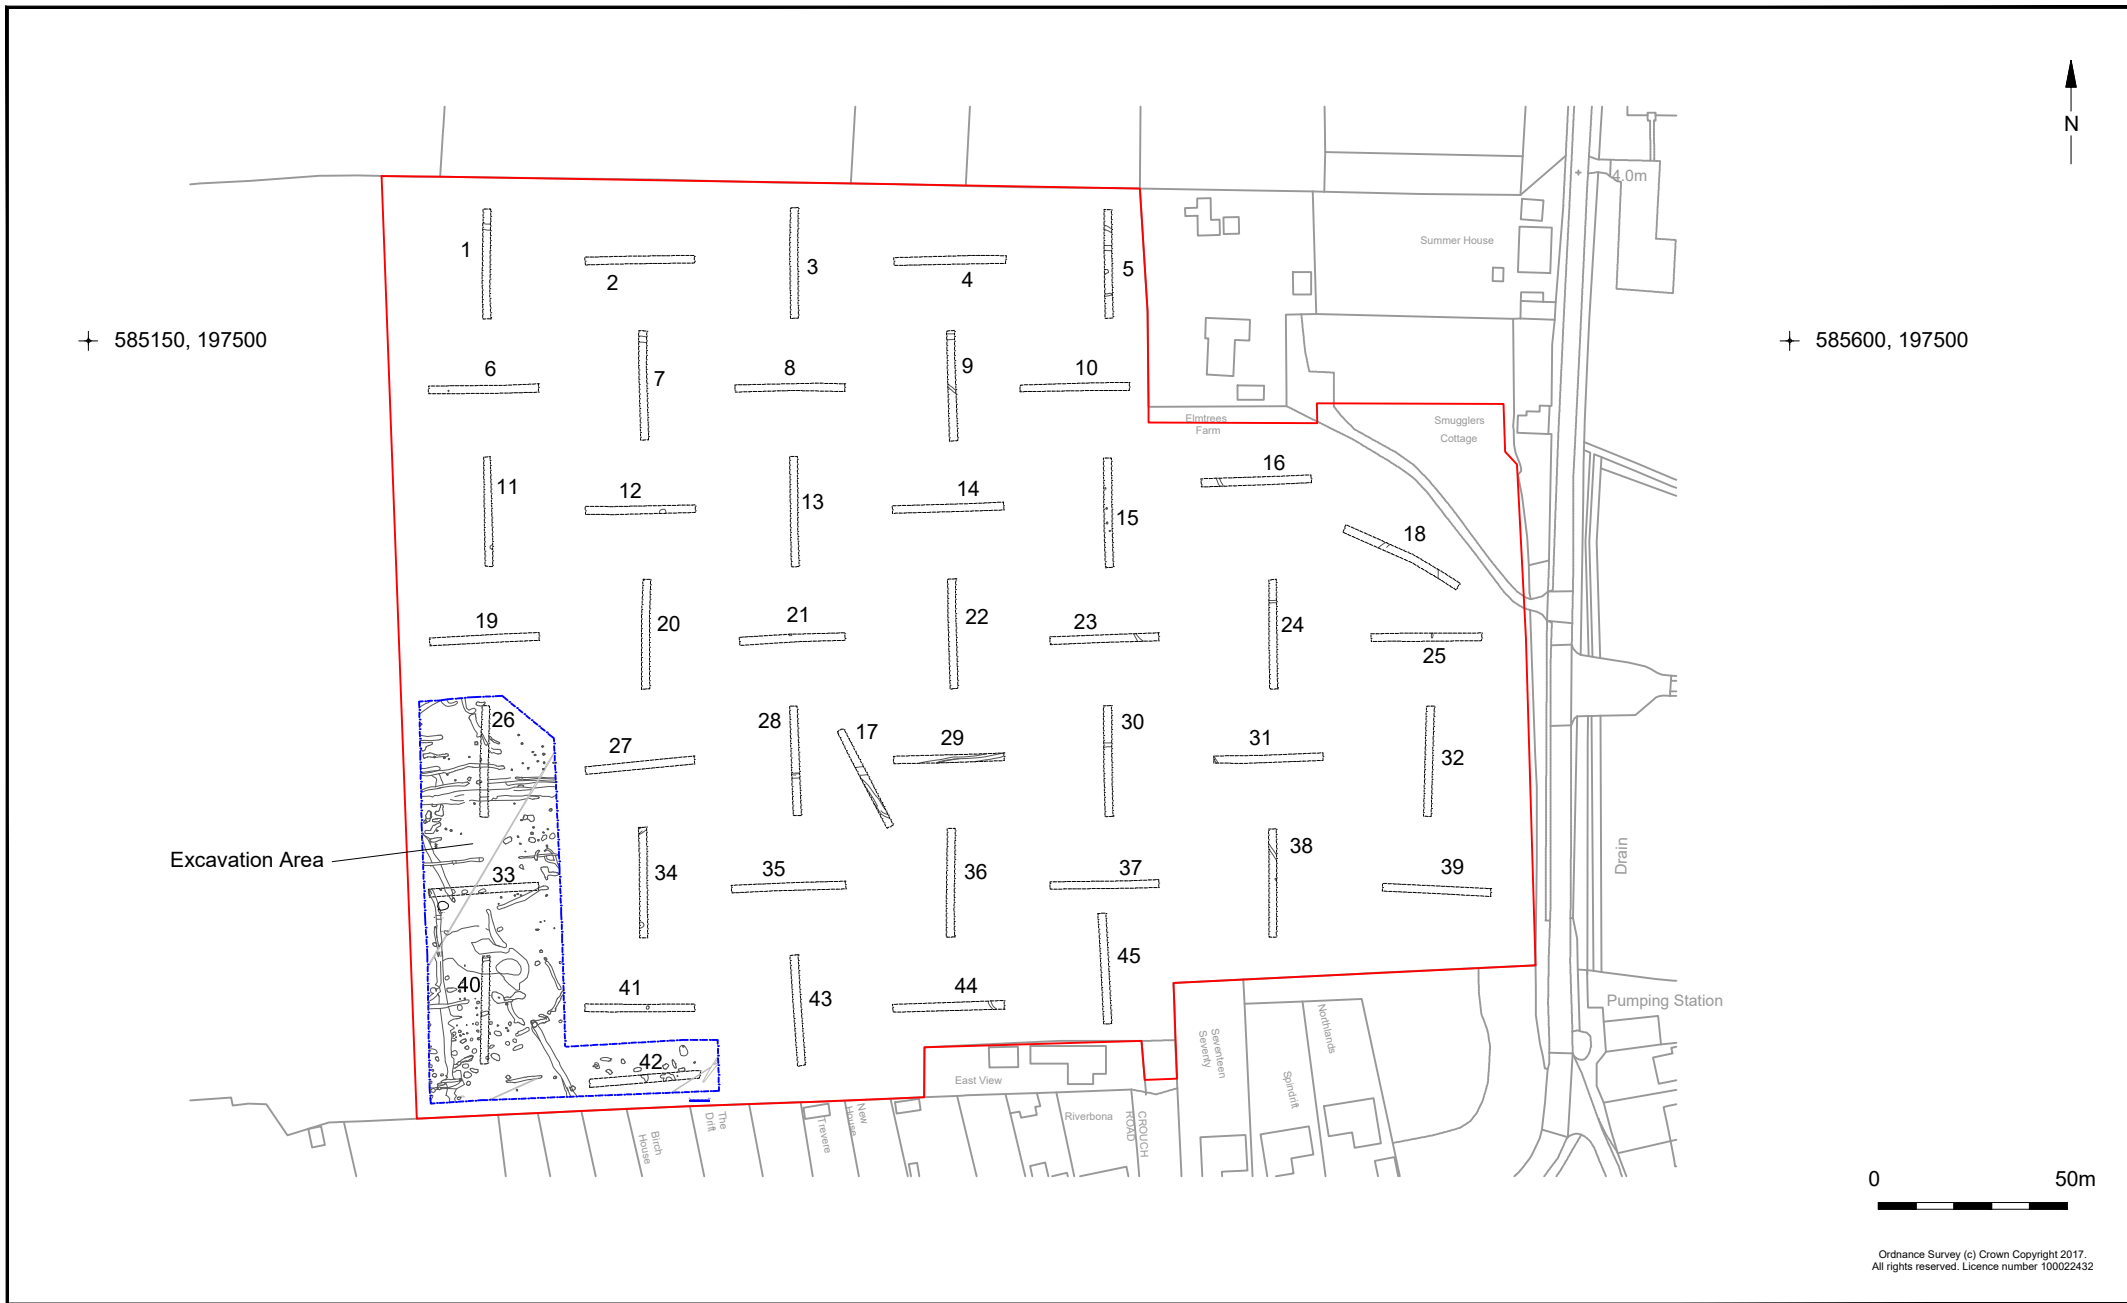 N
4.0m
Summer House
1
2
3
4
5
585150, 197500
585600, 197500
6
7
8
9
10
Elmtrees
Farm
Smugglers
Cottage
11
12
13
14
15
16
18
19
20
21
22
23
24
25
26
27
28
17
29
30
31
32
Excavation Area
33
34
35
36
37
38
39
Drain
40
41
43
44
45
42
Pumping Station
East View
Seventeen
Seventy
Northlands
Spindrift
Birch
House
The
Drift
Trevere
New
House
Riverbona
CROUCH
ROAD
0
50m
Ordnance Survey (c) Crown Copyright 2017.
All rights reserved. Licence number 100022432